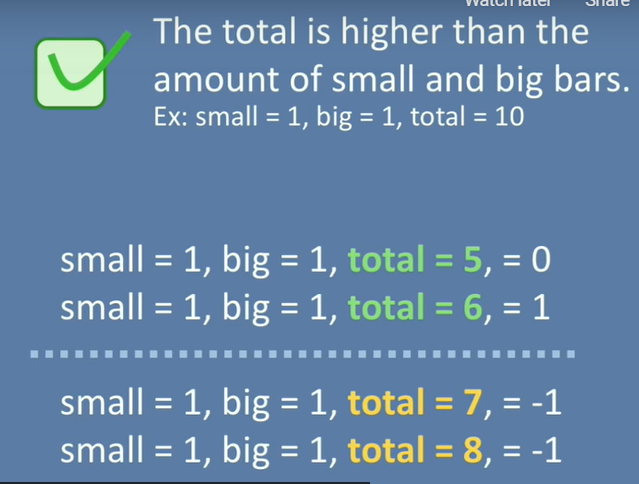 Watch later Share
The total is higher than the
amount of small and big bars.
Ex: small = 1, big = 1, total = 10
small = 1, big = 1, total = 5, = 0
small = 1, big = 1, total = 6, = 1
small = 1, big = 1, total = 7, = -1
small = 1, big = 1, total = 8, = -1